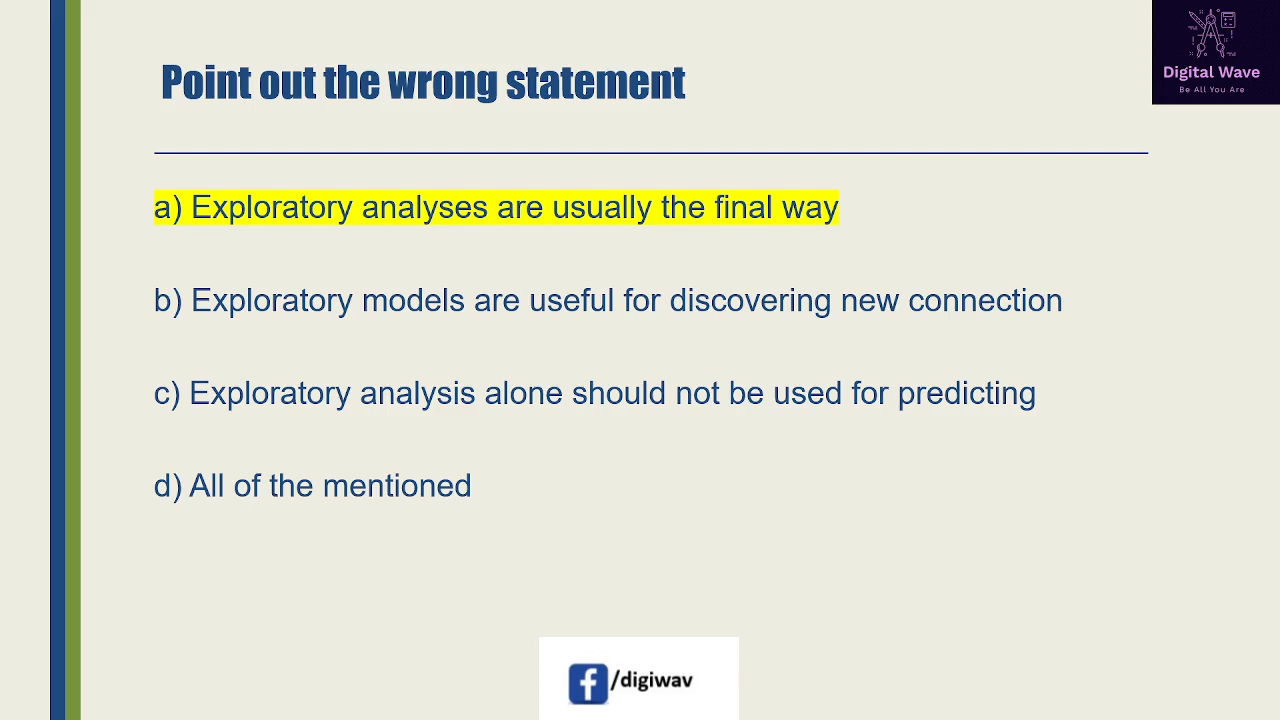 Point out the wrong statement
Digital Wave
Be All You Are
a) Exploratory analyses are usually the final way
b) Exploratory models are useful for discovering new connection
c) Exploratory analysis alone should not be used for predicting
d) All of the mentioned
f/digiwav